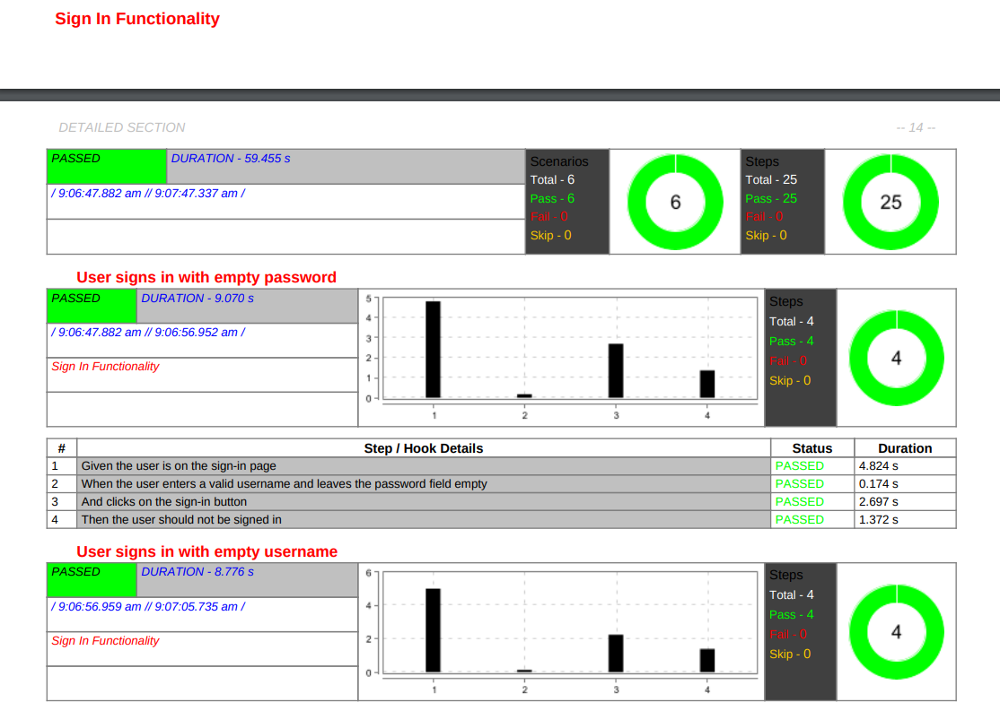 Sign In Functionality
DETAILED SECTION
-- 14 --
PASSED
DURATION - 59.455 s
/ 9:06:47.882 am // 9:07:47.337 am /
Scenarios
Total - 6
Pass - 6
Fail - 0
Skip - 0
6
Steps
Total - 25
Pass - 25
Fail - 0
Skip - 0
25
User signs in with empty password
PASSED
DURATION - 9.070 s
/ 9:06:47.882 am // 9:06:56.952 am /
Sign In Functionality
5
4
3
2
1
0
1 2 3 4
Steps
Total - 4
Pass - 4
Fail - 0
Skip - 0
4
# Step / Hook Details Status Duration
1 Given the user is on the sign-in page PASSED 4.824 s
2 When the user enters a valid username and leaves the password field empty PASSED 0.174 s
3 And clicks on the sign-in button PASSED 2.697 s
4 Then the user should not be signed in PASSED 1.372 s
User signs in with empty username
PASSED
DURATION - 8.776 s
/ 9:06:56.959 am // 9:07:05.735 am /
Sign In Functionality
6
4
2
0
1 2 3 4
Steps
Total - 4
Pass - 4
Fail - 0
Skip - 0
4